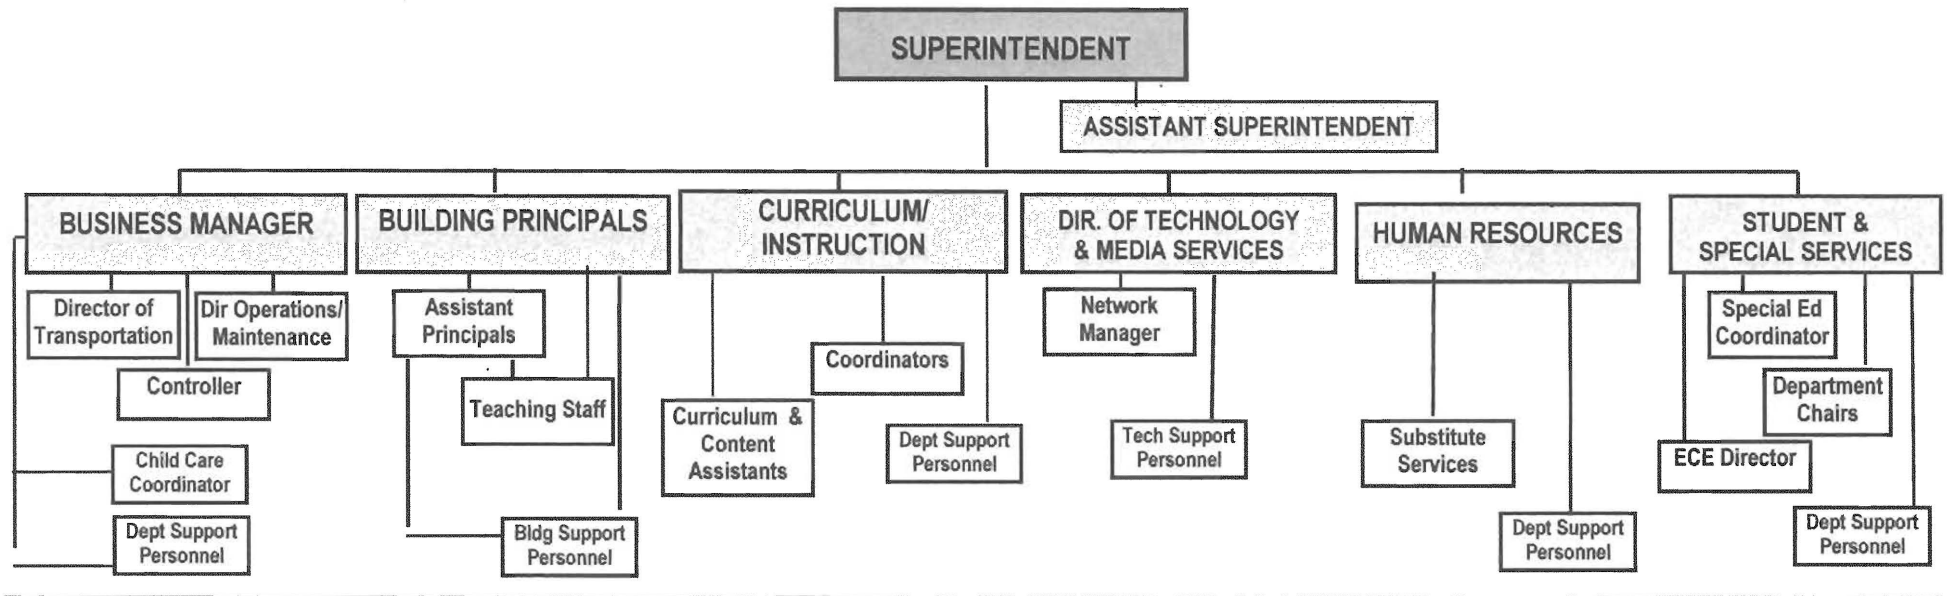 SUPERINTENDENT
ASSISTANT SUPERINTENDENT
BUSINESS MANAGER
BUILDING PRINCIPALS
CURRICULUM/
INSTRUCTION
DIR. OF TECHNOLOGY
& MEDIA SERVICES
HUMAN RESOURCES
STUDENT &
SPECIAL SERVICES
Director of
Transportation
Dir Operations/
Maintenance
Controller
Child Care
Coordinator
Dept Support
Personnel
Assistant
Principals
Teaching Staff
Bldg Support
Personnel
Curriculum &
Content
Assistants
Coordinators
Dept Support
Personnel
Network
Manager
Tech Support
Personnel
Substitute
Services
Dept Support
Personnel
Special Ed
Coordinator
Department
Chairs
ECE Director
Dept Support
Personnel